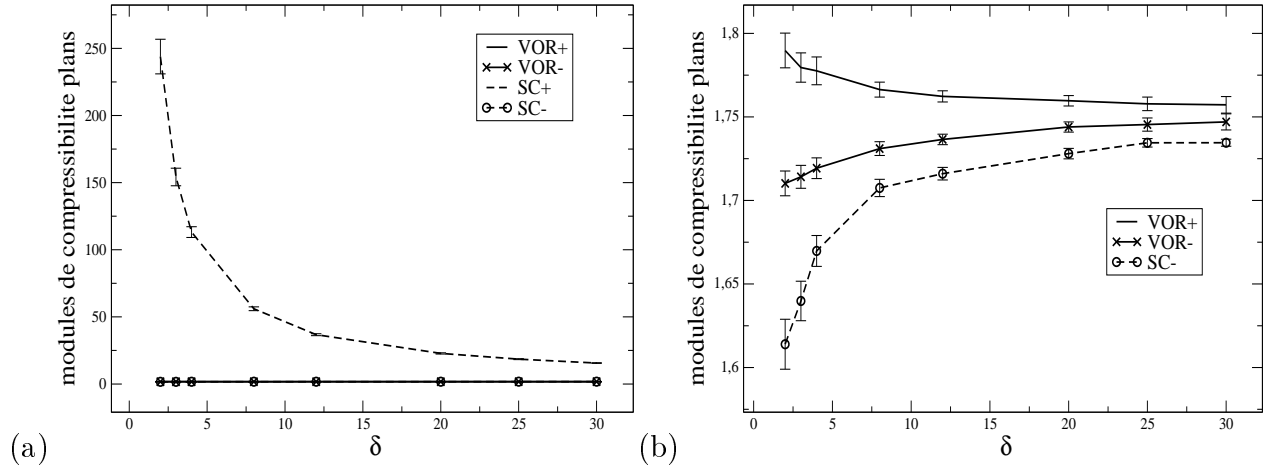 modules de compressibilite plans
250
200
150
100
50
0
0 5 10 15 20 25 30
δ
VOR+
VOR-
SC+
SC-
(a)
modules de compressibilite plans
1,8
1,75
1,7
1,65
1,6
0 5 10 15 20 25 30
δ
VOR+
VOR-
SC-
(b)